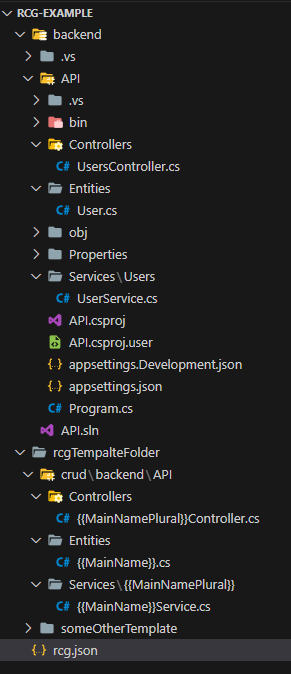 RCG-EXAMPLE
backend
.vs
API
.vs
bin
Controllers
C# UsersController.cs
Entities
C# User.cs
obj
Properties
Services\Users
C# UserService.cs
API.csproj
API.csproj.user
{} appsettings.Development.json
{} appsettings.json
C# Program.cs
API.sln
rcgTempalteFolder
crud\backend\API
Controllers
C# {{MainNamePlural}}Controller.cs
Entities
C# {{MainName}}.cs
Services\{{MainNamePlural}}
C# {{MainName}}Service.cs
someOtherTemplate
{} rcg.json